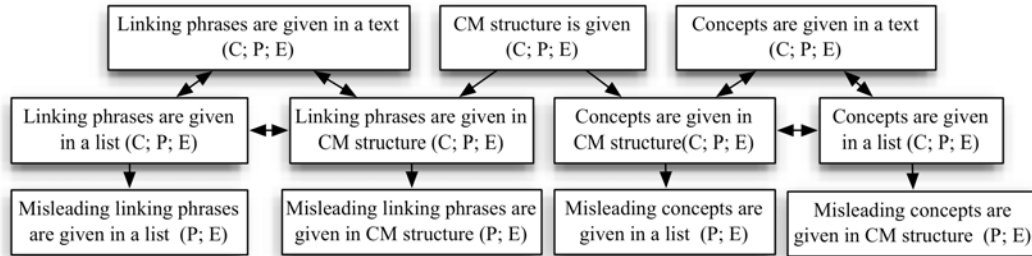 Linking phrases are given in a text
(C; P; E)
CM structure is given
(C; P; E)
Concepts are given in a text
(C; P; E)
Linking phrases are given
in a list (C; P; E)
Linking phrases are given in
CM structure (C; P; E)
Concepts are given in
CM structure(C; P; E)
Concepts are given
in a list (C; P; E)
Misleading linking phrases
are given in a list (P; E)
Misleading linking phrases are
given in CM structure (P; E)
Misleading concepts are
given in a list (P; E)
Misleading concepts are
given in CM structure (P; E)